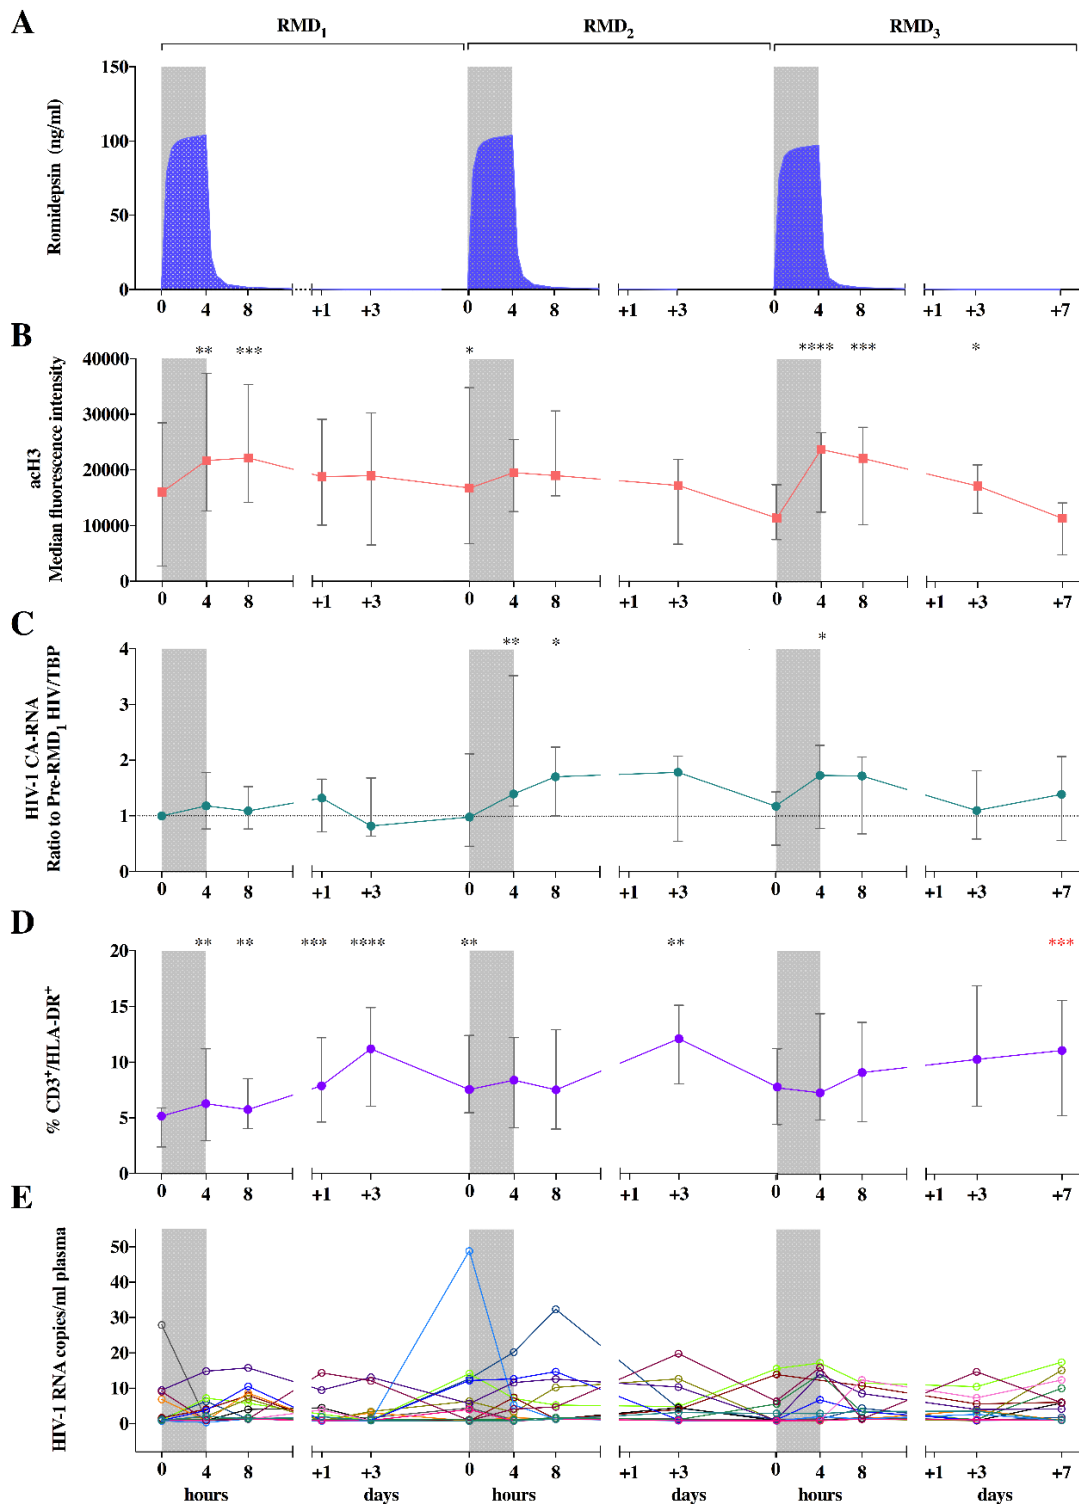 A
RMD1
RMD2
RMD3
Romidepsin (ng/ml)
150
100
50
0
0 4 8 +1 +3 0 4 8 +1 +3 0 4 8 +1 +3 +7
B
acH3
Median fluorescence intensity
** *** * **** *** *
40000
30000
20000
10000
0
0 4 8 +1 +3 0 4 8 +1 +3 0 4 8 +1 +3 +7
C
HIV-1 CA-RNA
Ratio to Pre-RMD1 HIV/TBP
** * *
4
3
2
1
0
0 4 8 +1 +3 0 4 8 +1 +3 0 4 8 +1 +3 +7
D
% CD3+/HLA-DR+
** ** *** **** ** ** ***
20
15
10
5
0
0 4 8 +1 +3 0 4 8 +1 +3 0 4 8 +1 +3 +7
E
HIV-1 RNA copies/ml plasma
50
40
30
20
10
0
0 4 8 +1 +3 0 4 8 +1 +3 0 4 8 +1 +3 +7
hours days hours days hours days